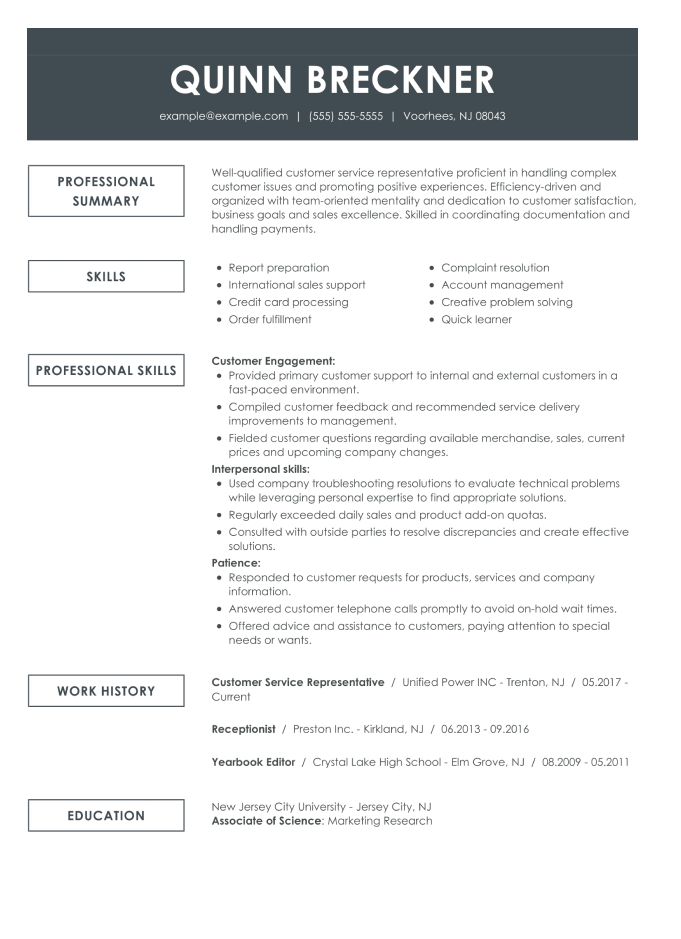 QUINN BRECKNER
example@example.com | (555) 555-5555 | Voorhees, NJ 08043
PROFESSIONAL
SUMMARY
Well-qualified customer service representative proficient in handling complex
customer issues and promoting positive experiences. Efficiency-driven and
organized with team-oriented mentality and dedication to customer satisfaction,
business goals and sales excellence. Skilled in coordinating documentation and
handling payments.
SKILLS
• Report preparation
• International sales support
• Credit card processing
• Order fulfillment
• Complaint resolution
• Account management
• Creative problem solving
• Quick learner
PROFESSIONAL SKILLS
Customer Engagement:
• Provided primary customer support to internal and external customers in a
fast-paced environment.
• Compiled customer feedback and recommended service delivery
improvements to management.
• Fielded customer questions regarding available merchandise, sales, current
prices and upcoming company changes.
Interpersonal skills:
• Used company troubleshooting resolutions to evaluate technical problems
while leveraging personal expertise to find appropriate solutions.
• Regularly exceeded daily sales and product add-on quotas.
• Consulted with outside parties to resolve discrepancies and create effective
solutions.
Patience:
• Responded to customer requests for products, services and company
information.
• Answered customer telephone calls promptly to avoid on-hold wait times.
• Offered advice and assistance to customers, paying attention to special
needs or wants.
WORK HISTORY
Customer Service Representative / Unified Power INC - Trenton, NJ / 05.2017 -
Current
Receptionist / Preston Inc. - Kirkland, NJ / 06.2013 - 09.2016
Yearbook Editor / Crystal Lake High School - Elm Grove, NJ / 08.2009 - 05.2011
EDUCATION
New Jersey City University - Jersey City, NJ
Associate of Science: Marketing Research